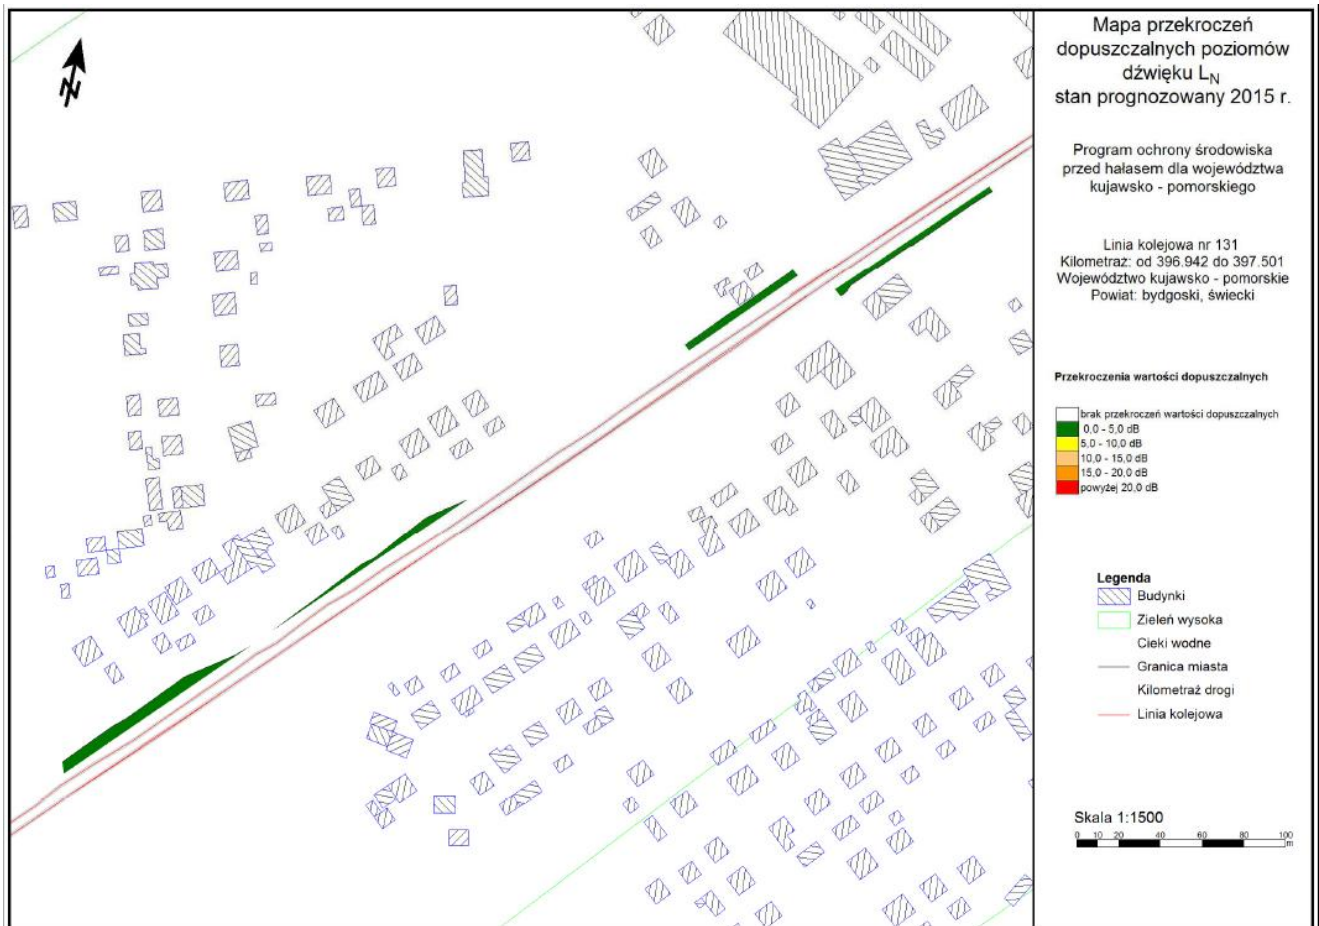 Mapa przekroczeń
dopuszczalnych poziomów
dźwięku LN
stan prognozowany 2015 r.
Program ochrony środowiska
przed hałasem dla województwa
kujawsko - pomorskiego
Linia kolejowa nr 131
Kilometraż: od 396.942 do 397.501
Województwo kujawsko - pomorskie
Powiat: bydgoski, świecki
Przekroczenia wartości dopuszczalnych
brak przekroczeń wartości dopuszczalnych
0,0 - 5,0 dB
5,0 - 10,0 dB
10,0 - 15,0 dB
15,0 - 20,0 dB
powyżej 20,0 dB
Legenda
Budynki
Zieleń wysoka
Cieki wodne
Granica miasta
Kilometraż drogi
Linia kolejowa
Skala 1:1500
0 10 20 40 60 80 100
m
N